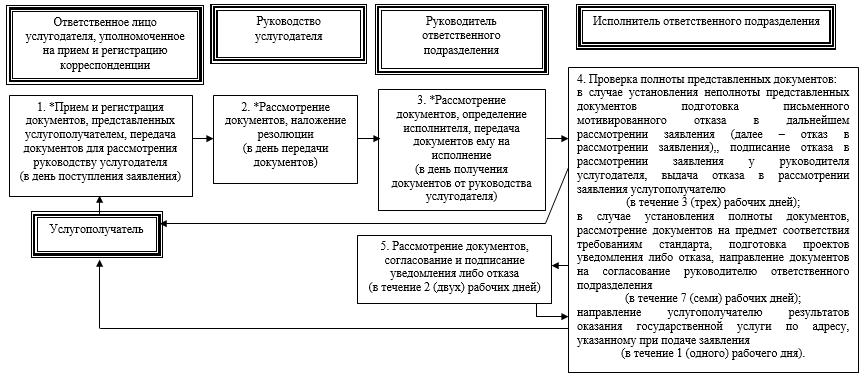 Ответственное лицо
услугодателя, уполномоченное
на прием и регистрацию
корреспонденции
Руководство
услугодателя
Руководитель
ответственного
подразделения
Исполнитель ответственного подразделения
1. *Прием и регистрация
документов, представленных
услугополучателем, передача
документов для рассмотрения
руководству услугодателя
(в день поступления заявления)
2. *Рассмотрение
документов, наложение
резолюции
(в день передачи
документов)
3. *Рассмотрение
документов, определение
исполнителя, передача
документов ему на
исполнение
(в день получения
документов от руководства
услугодателя)
4. Проверка полноты представленных документов:
в случае установления неполноты представленных
документов подготовка письменного
мотивированного отказа в дальнейшем
рассмотрении заявления (далее – отказ в
рассмотрении заявления),, подписание отказа в
рассмотрении заявления у руководителя
услугодателя, выдача отказа в рассмотрении
заявления услугополучателю
(в течение 3 (трех) рабочих дней);
в случае установления полноты документов,
рассмотрение документов на предмет соответствия
требованиям стандарта, подготовка проектов
уведомления либо отказа, направление документов
на согласование руководителю ответственного
подразделения
(в течение 7 (семи) рабочих дней);
направление услугополучателю результатов
оказания государственной услуги по адресу,
указанному при подаче заявления
(в течение 1 (одного) рабочего дня).
Услугополучатель
5. Рассмотрение документов,
согласование и подписание
уведомления либо отказа
(в течение 2 (двух) рабочих дней)